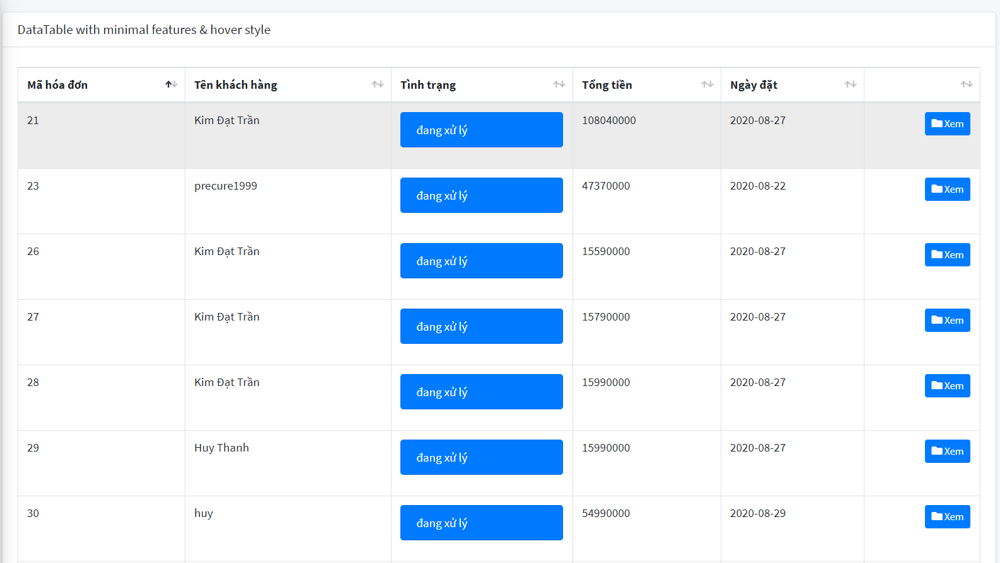 DataTable with minimal features & hover style
Mã hóa đơn Tên khách hàng Tình trạng Tổng tiền Ngày đặt
21 Kim Đạt Trần đang xử lý 108040000 2020-08-27 Xem
23 precure1999 đang xử lý 47370000 2020-08-22 Xem
26 Kim Đạt Trần đang xử lý 15590000 2020-08-27 Xem
27 Kim Đạt Trần đang xử lý 15790000 2020-08-27 Xem
28 Kim Đạt Trần đang xử lý 15990000 2020-08-27 Xem
29 Huy Thanh đang xử lý 15990000 2020-08-27 Xem
30 huy đang xử lý 54990000 2020-08-29 Xem